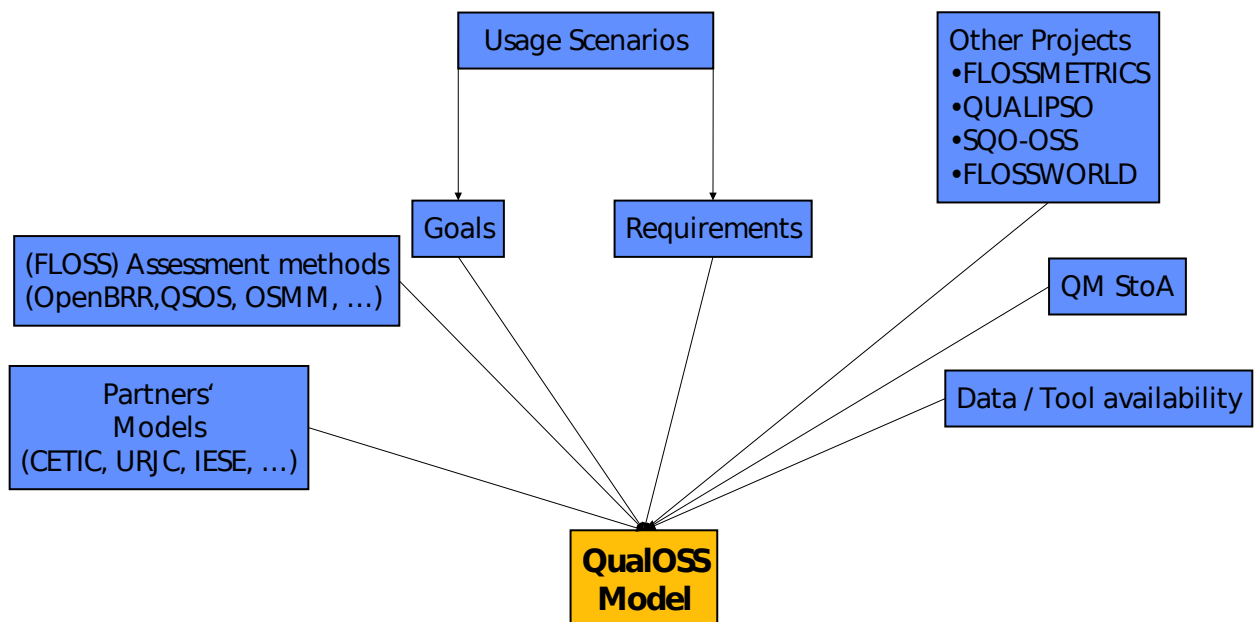 Usage Scenarios
Other Projects
•FLOSSMETRICS
•QUALIPSO
•SQO-OSS
•FLOSSWORLD
Goals
Requirements
(FLOSS) Assessment methods
(OpenBRR,QSOS, OSMM, …)
QM StoA
Partners‘
Models
(CETIC, URJC, IESE, …)
Data / Tool availability
QualOSS
Model